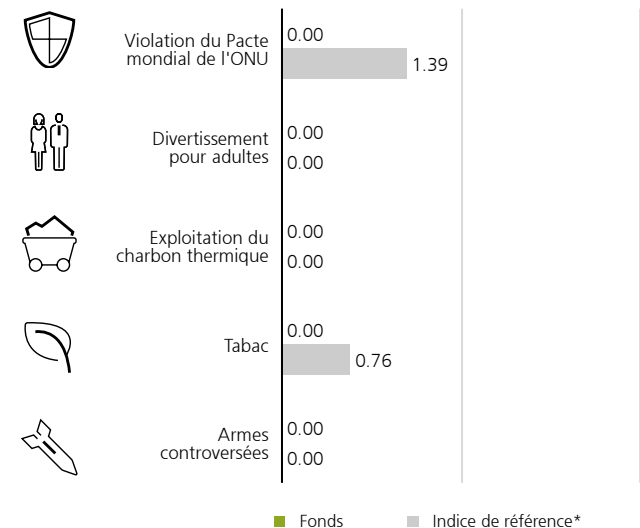 Violation du Pacte
mondial de l'ONU
0.00
1.39
Divertissement
pour adultes
0.00
0.00
Exploitation du
charbon thermique
0.00
0.00
Tabac
0.00
0.76
Armes
controversées
0.00
0.00
Fonds
Indice de référence*